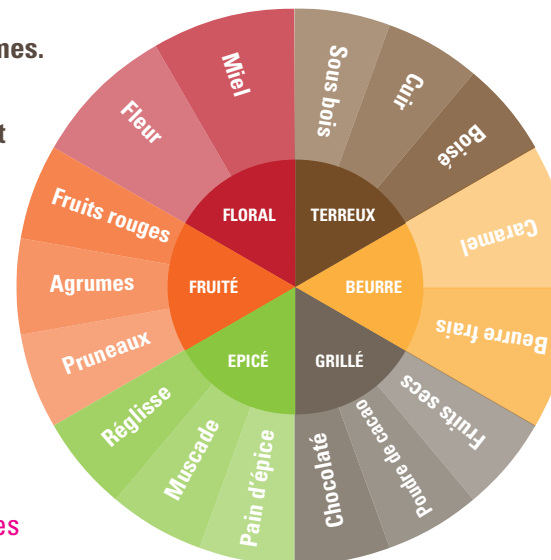 mes.
t
es
Miel
Fleur
Sous bois
Cuir
Boisé
Caramel
Beurre frais
Fruits secs
Poudre de cacao
Chocolaté
Pain d'épice
Muscade
Réglisse
Pruneaux
Agrumes
Fruits rouges
FLORAL
TERREUX
BEURRE
GRILLÉ
EPICÉ
FRUITÉ